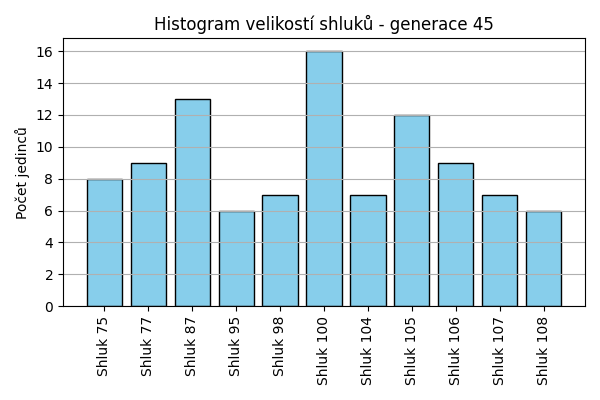 Histogram velikostí shluků - generace 45
Počet jedinců
16
14
12
10
8
6
4
2
0
Shluk 75
Shluk 77
Shluk 87
Shluk 95
Shluk 98
Shluk 100
Shluk 104
Shluk 105
Shluk 106
Shluk 107
Shluk 108